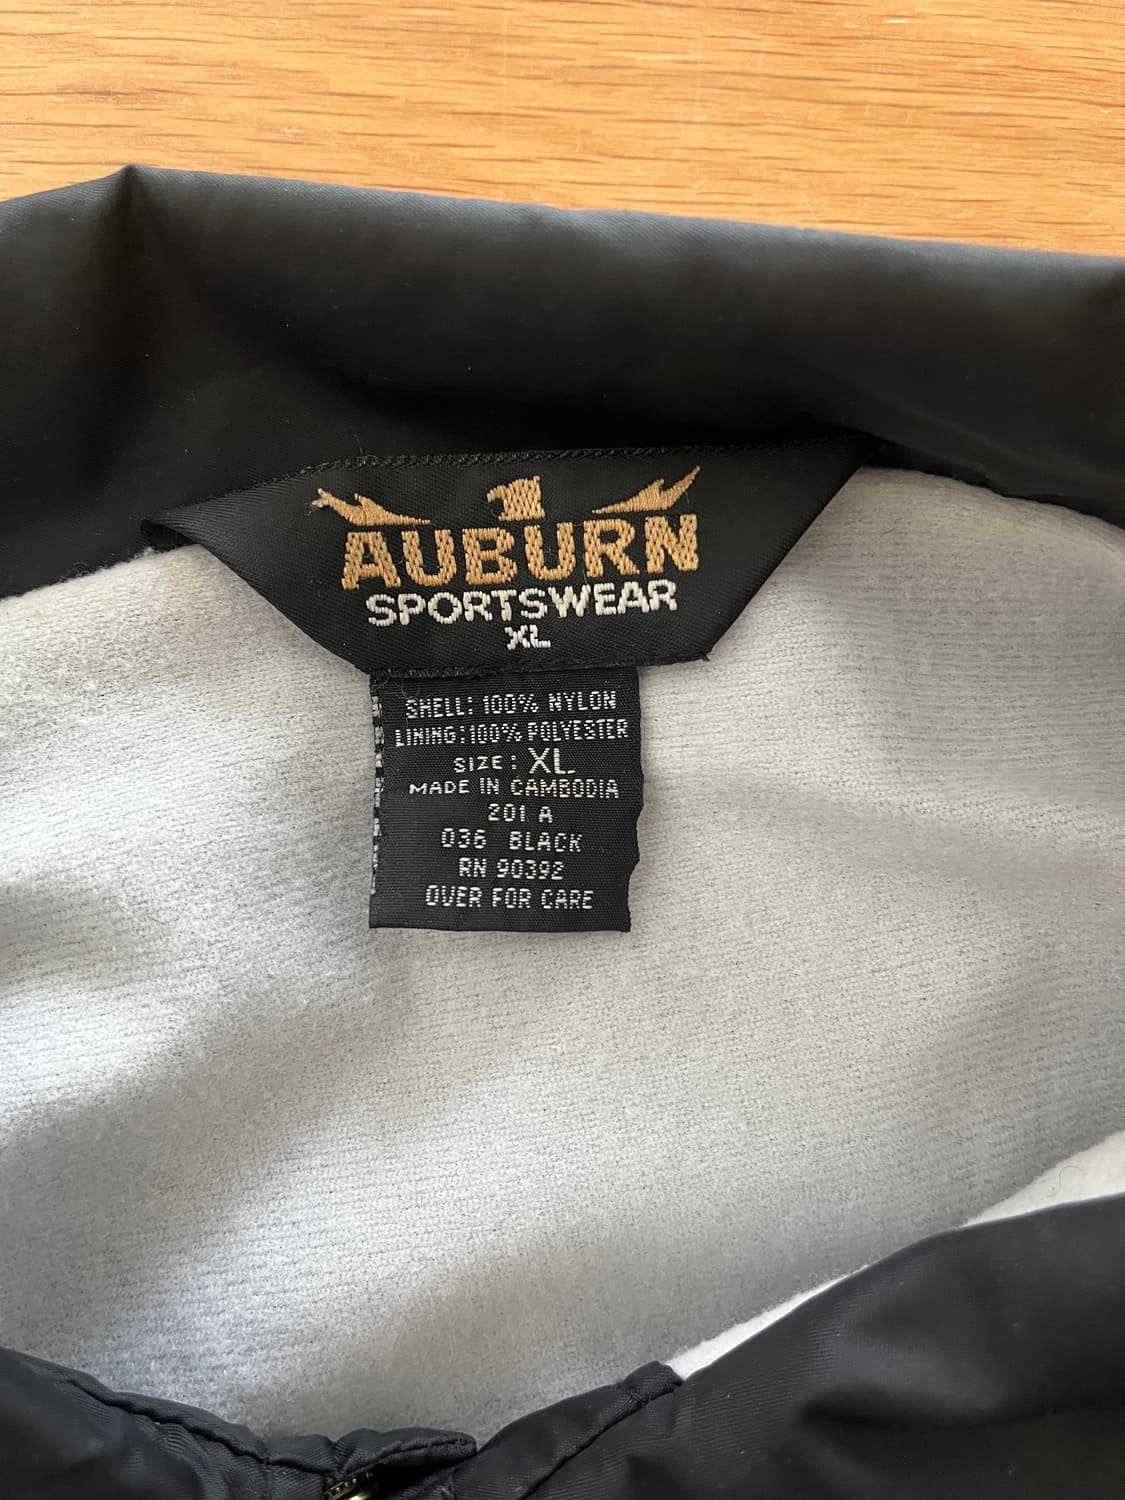 AUBURN
SPORTSWEAR
XL
SHELL: 100% NYLON
LINING: 100% POLYESTER
SIZE: XL
MADE IN CAMBODIA
201 A
036 BLACK
RN 90392
OVER FOR CARE